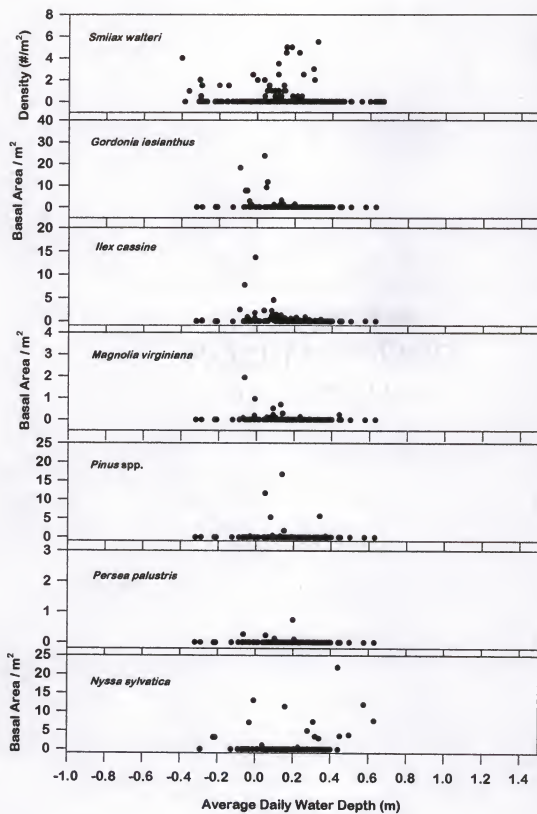 8
6
4
2
0
Density (#/m²)
Smilax walteri
40
30
20
10
0
Basal Area / m²
Gordonia lasianthus
20
15
10
5
0
Ilex cassine
4
3
2
1
0
Basal Area / m²
Magnolia virginiana
25
20
15
10
5
0
Pinus spp.
3
2
1
0
Persea palustris
25
20
15
10
5
0
Basal Area / m²
Nyssa sylvatica
-1.0 -0.8 -0.6 -0.4 -0.2 0.0 0.2 0.4 0.6 0.8 1.0 1.2 1.4
Average Daily Water Depth (m)